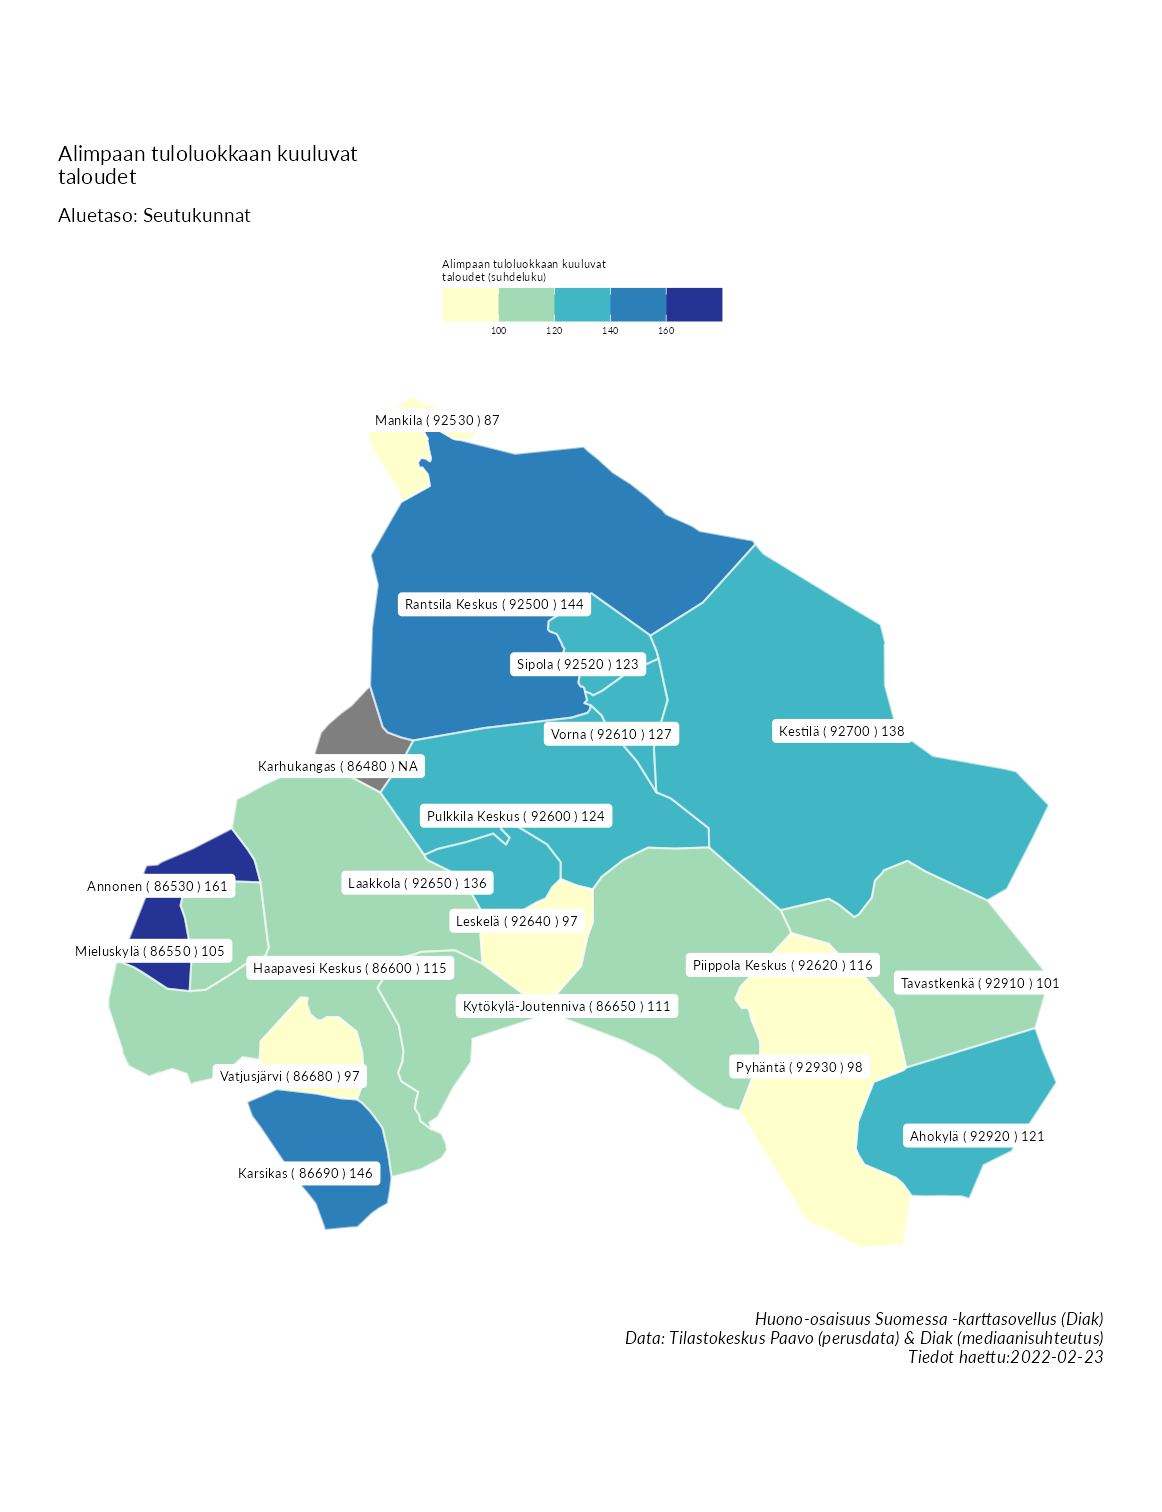 Alimpaan tuloluokkaan kuuluvat
taloudet
Aluetaso: Seutukunnat
Alimpaan tuloluokkaan kuuluvat
taloudet (suhdeluku)
100 120 140 160
Mankila ( 92530 ) 87
Rantsila Keskus ( 92500 ) 144
Sipola ( 92520 ) 123
Vorna ( 92610 ) 127
Kestilä ( 92700 ) 138
Karhukangas ( 86480 ) NA
Pulkkila Keskus ( 92600 ) 124
Annonen ( 86530 ) 161
Laakkola ( 92650 ) 136
Leskelä ( 92640 ) 97
Mieluskylä ( 86550 ) 105
Haapavesi Keskus ( 86600 ) 115
Piippola Keskus ( 92620 ) 116
Tavastkenkä ( 92910 ) 101
Kytökylä-Joutenniva ( 86650 ) 111
Vatjusjärvi ( 86680 ) 97
Pyhäntä ( 92930 ) 98
Ahokylä ( 92920 ) 121
Karsikas ( 86690 ) 146
Huono-osaisuus Suomessa -karttasovellus (Diak)
Data: Tilastokeskus Paavo (perusdata) & Diak (mediaanisuhteutus)
Tiedot haettu:2022-02-23